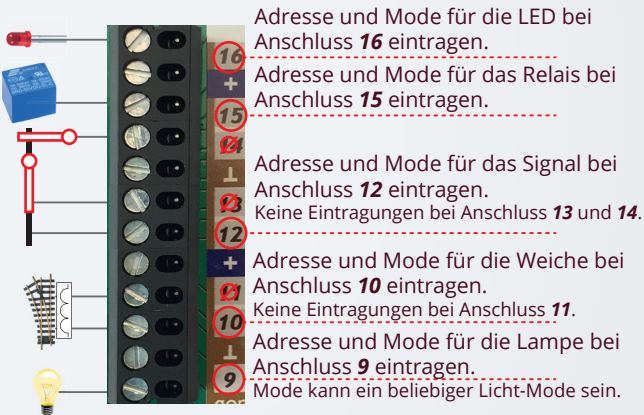 Adresse und Mode für die LED bei
Anschluss 16 eintragen.
Adresse und Mode für das Relais bei
Anschluss 15 eintragen.
Adresse und Mode für das Signal bei
Anschluss 12 eintragen.
Keine Eintragungen bei Anschluss 13 und 14.
Adresse und Mode für die Weiche bei
Anschluss 10 eintragen.
Keine Eintragungen bei Anschluss 11.
Adresse und Mode für die Lampe bei
Anschluss 9 eintragen.
Mode kann ein beliebiger Licht-Mode sein.
16
+
15
14
⊥
13
12
+
11
10
⊥
9